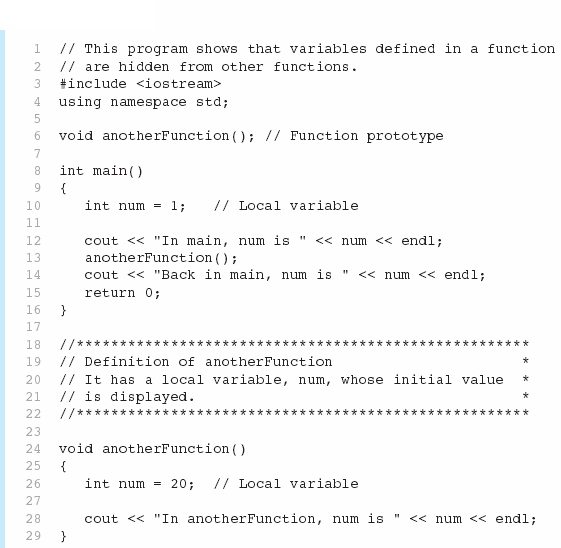 1 // This program shows that variables defined in a function
2 // are hidden from other functions.
3 #include <iostream>
4 using namespace std;
5
6 void anotherFunction(); // Function prototype
7
8 int main()
9 {
10    int num = 1;   // Local variable
11
12    cout << "In main, num is " << num << endl;
13    anotherFunction();
14    cout << "Back in main, num is " << num << endl;
15    return 0;
16 }
17
18 //*****************************************************
19 // Definition of anotherFunction                       *
20 // It has a local variable, num, whose initial value  *
21 // is displayed.                                       *
22 //*****************************************************
23
24 void anotherFunction()
25 {
26    int num = 20;  // Local variable
27
28    cout << "In anotherFunction, num is " << num << endl;
29 }